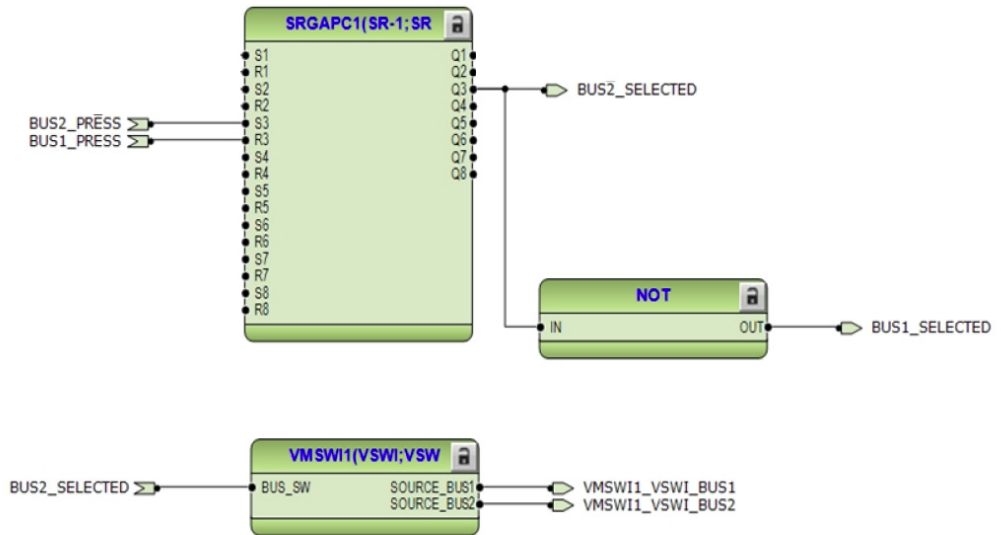 SRGAPC1(SR-1;SR
S1
Q1
R1
Q2
S2
Q3
BUS2_SELECTED
R2
Q4
BUS2_PRESS
S3
Q5
BUS1_PRESS
R3
Q6
S4
Q7
R4
Q8
S5
R5
S6
R6
S7
R7
S8
R8
NOT
IN
OUT
BUS1_SELECTED
VMSWI1(VSWI;VSW
BUS2_SELECTED
BUS_SW
SOURCE_BUS1
VMSWI1_VSWI_BUS1
SOURCE_BUS2
VMSWI1_VSWI_BUS2